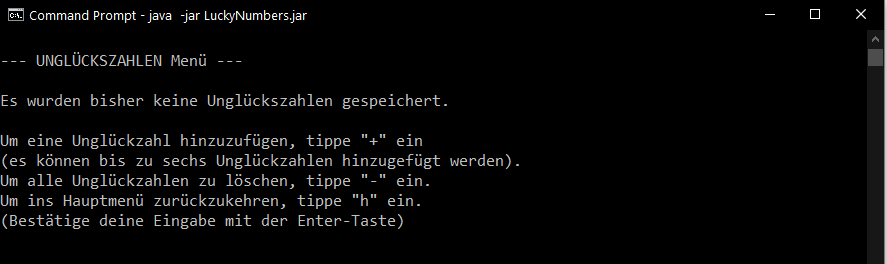 Command Prompt - java  -jar LuckyNumbers.jar
--- UNGLÜCKSZAHLEN Menü ---
Es wurden bisher keine Unglückszahlen gespeichert.
Um eine Unglückzahl hinzuzufügen, tippe "+" ein
(es können bis zu sechs Unglückzahlen hinzugefügt werden).
Um alle Unglückzahlen zu löschen, tippe "-" ein.
Um ins Hauptmenü zurückzukehren, tippe "h" ein.
(Bestätige deine Eingabe mit der Enter-Taste)